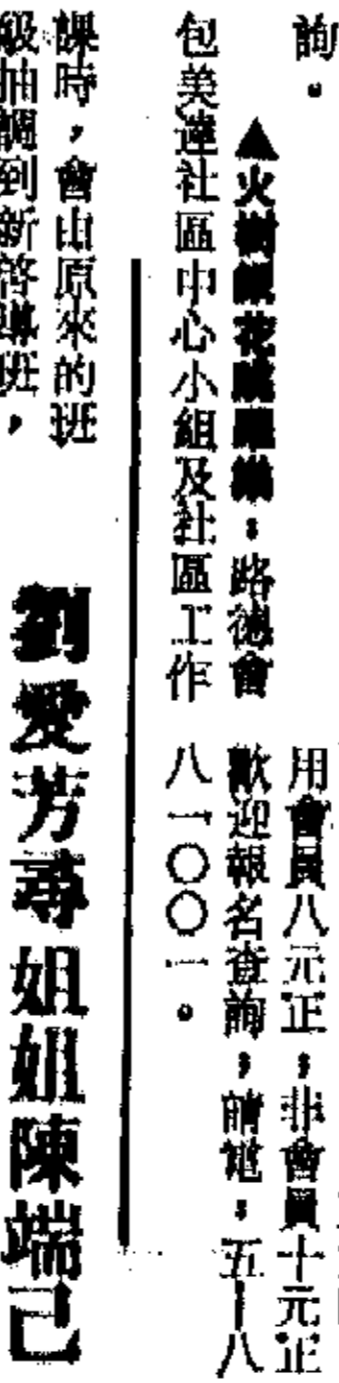 詢。
▲火樹銀花 ：路德會
包美達社區中心小組及社區工作
用會員八元正，非會員十元正
歡迎報名查詢，請電：五—八
八一〇〇一。
課時，會由原來的班
級抽調到新啓導班，
劉愛芳尋姐姐陳端己